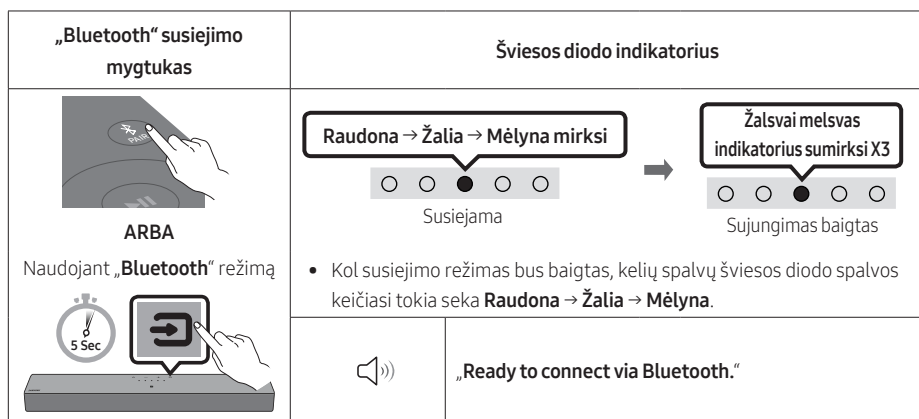 „Bluetooth“ susiejimo
mygtukas
Šviesos diodo indikatorius
PAIR
ARBA
Naudojant „Bluetooth“ režimą
5 Sec
Raudona → Žalia → Mėlyna mirksi
Susiejama
Žalsvai melsvas
indikatorius sumirksi X3
Sujungimas baigtas
• Kol susiejimo režimas bus baigtas, kelių spalvų šviesos diodo spalvos
keičiasi tokia seka Raudona → Žalia → Mėlyna.
„Ready to connect via Bluetooth.“